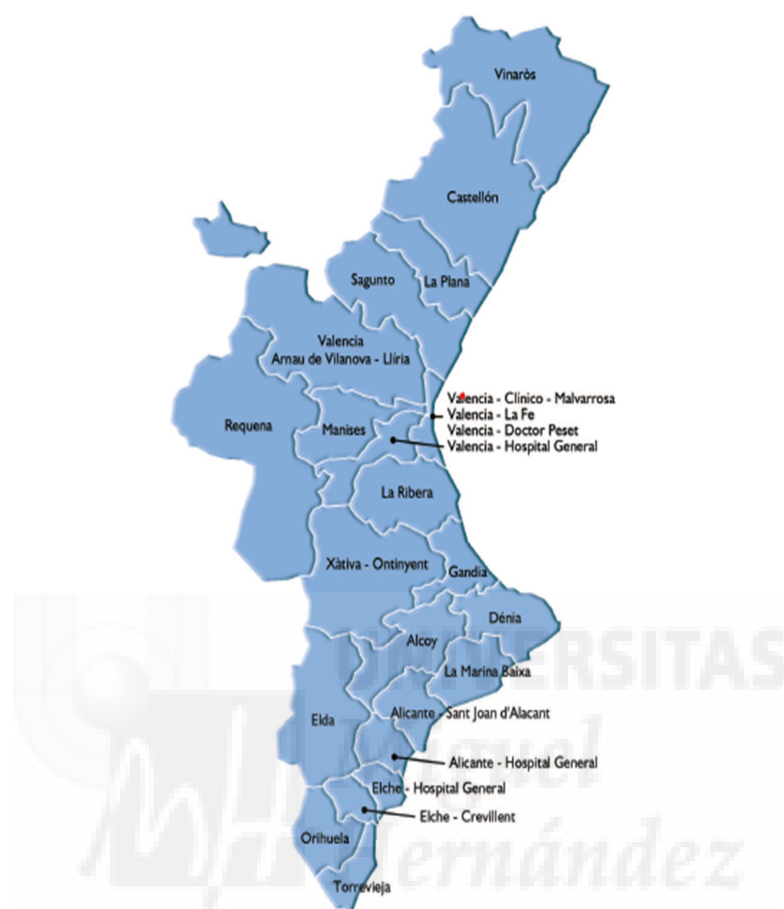 Vinaròs
Castellón
Sagunto
La Plana
Valencia
Arnau de Vilanova - Llíria
Valencia - Clínico - Malvarrosa
Valencia - La Fe
Valencia - Doctor Peset
Valencia - Hospital General
Requena
Manises
La Ribera
Xàtiva - Ontinyent
Gandia
Dénia
Alcoy
La Marina Baixa
UNIVERSITAS
Miguel
Hernández
Elda
Alicante - Sant Joan d'Alacant
Alicante - Hospital General
Elche - Hospital General
Elche - Crevillent
Orihuela
Torrevieja